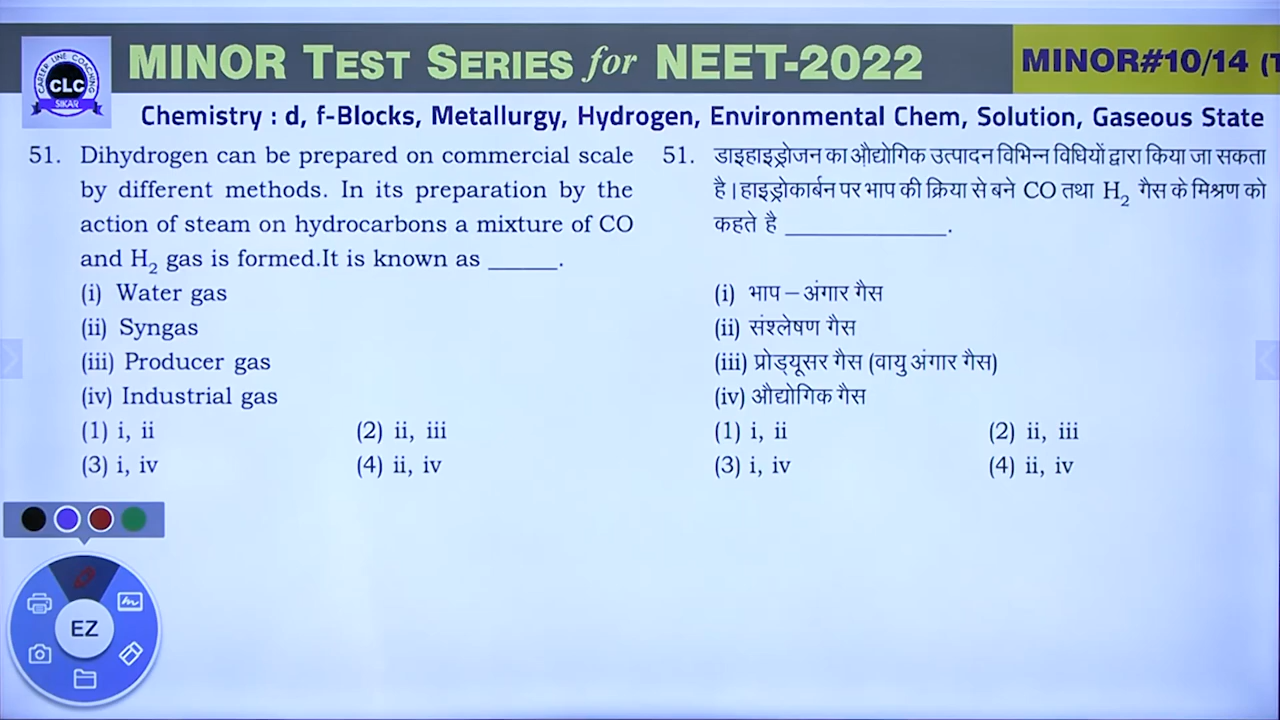 CAREER LINE COACHING
CLC
SIKAR
MINOR TEST SERIES for NEET-2022
MINOR#10/14 (T
Chemistry : d, f-Blocks, Metallurgy, Hydrogen, Environmental Chem, Solution, Gaseous State
51. Dihydrogen can be prepared on commercial scale
by different methods. In its preparation by the
action of steam on hydrocarbons a mixture of CO
and H₂ gas is formed.It is known as ______.
(i) Water gas
(ii) Syngas
(iii) Producer gas
(iv) Industrial gas
(1) i, ii (2) ii, iii
(3) i, iv (4) ii, iv
51. डाइहाइड्रोजन का औद्योगिक उत्पादन विभिन्न विधियों द्वारा किया जा सकता
है। हाइड्रोकार्बन पर भाप की क्रिया से बने CO तथा H₂ गैस के मिश्रण को
कहते है ______________.
(i) भाप – अंगार गैस
(ii) संश्लेषण गैस
(iii) प्रोड्यूसर गैस (वायु अंगार गैस)
(iv) औद्योगिक गैस
(1) i, ii (2) ii, iii
(3) i, iv (4) ii, iv
EZ